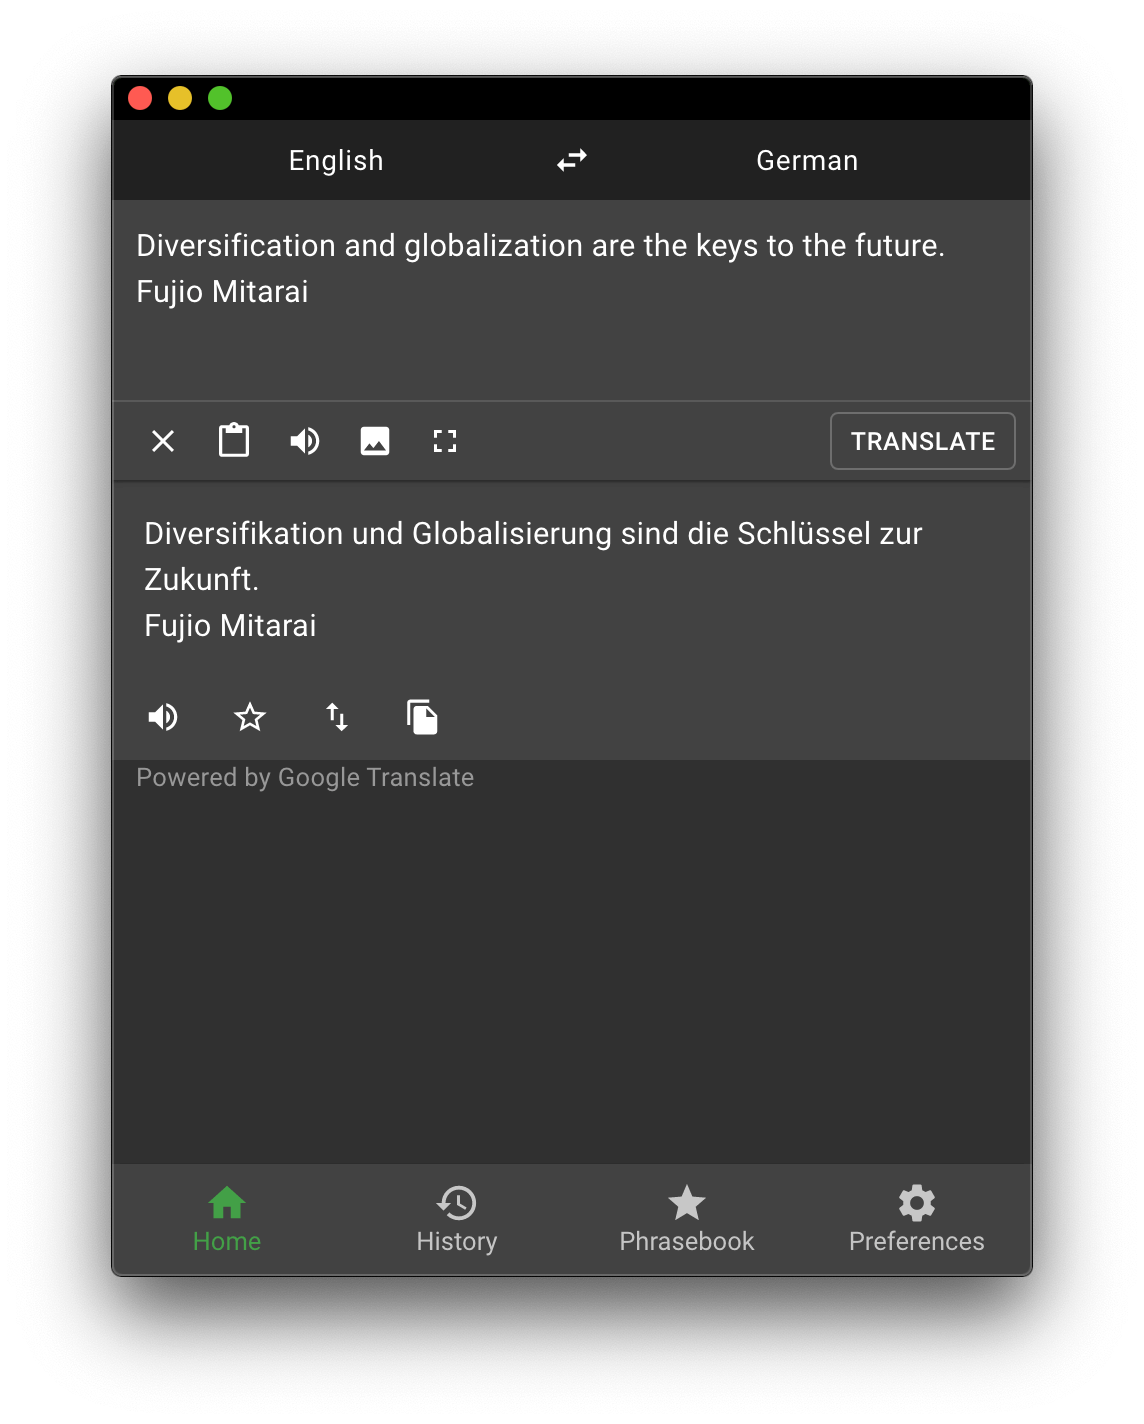 English
German
Diversification and globalization are the keys to the future.
Fujio Mitarai
TRANSLATE
Diversifikation und Globalisierung sind die Schlüssel zur
Zukunft.
Fujio Mitarai
Powered by Google Translate
Home
History
Phrasebook
Preferences